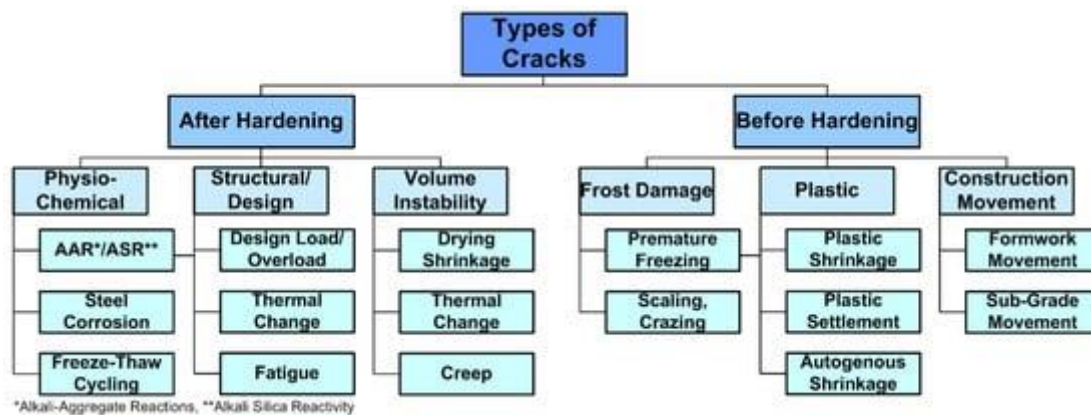 Types of
Cracks
After Hardening
Before Hardening
Physio-
Chemical
Structural/
Design
Volume
Instability
Frost Damage
Plastic
Construction
Movement
AAR*/ASR**
Design Load/
Overload
Drying
Shrinkage
Premature
Freezing
Plastic
Shrinkage
Formwork
Movement
Steel
Corrosion
Thermal
Change
Thermal
Change
Scaling,
Crazing
Plastic
Settlement
Sub-Grade
Movement
Freeze-Thaw
Cycling
Fatigue
Creep
Autogenous
Shrinkage
*Alkali-Aggregate Reactions, **Alkali Silica Reactivity